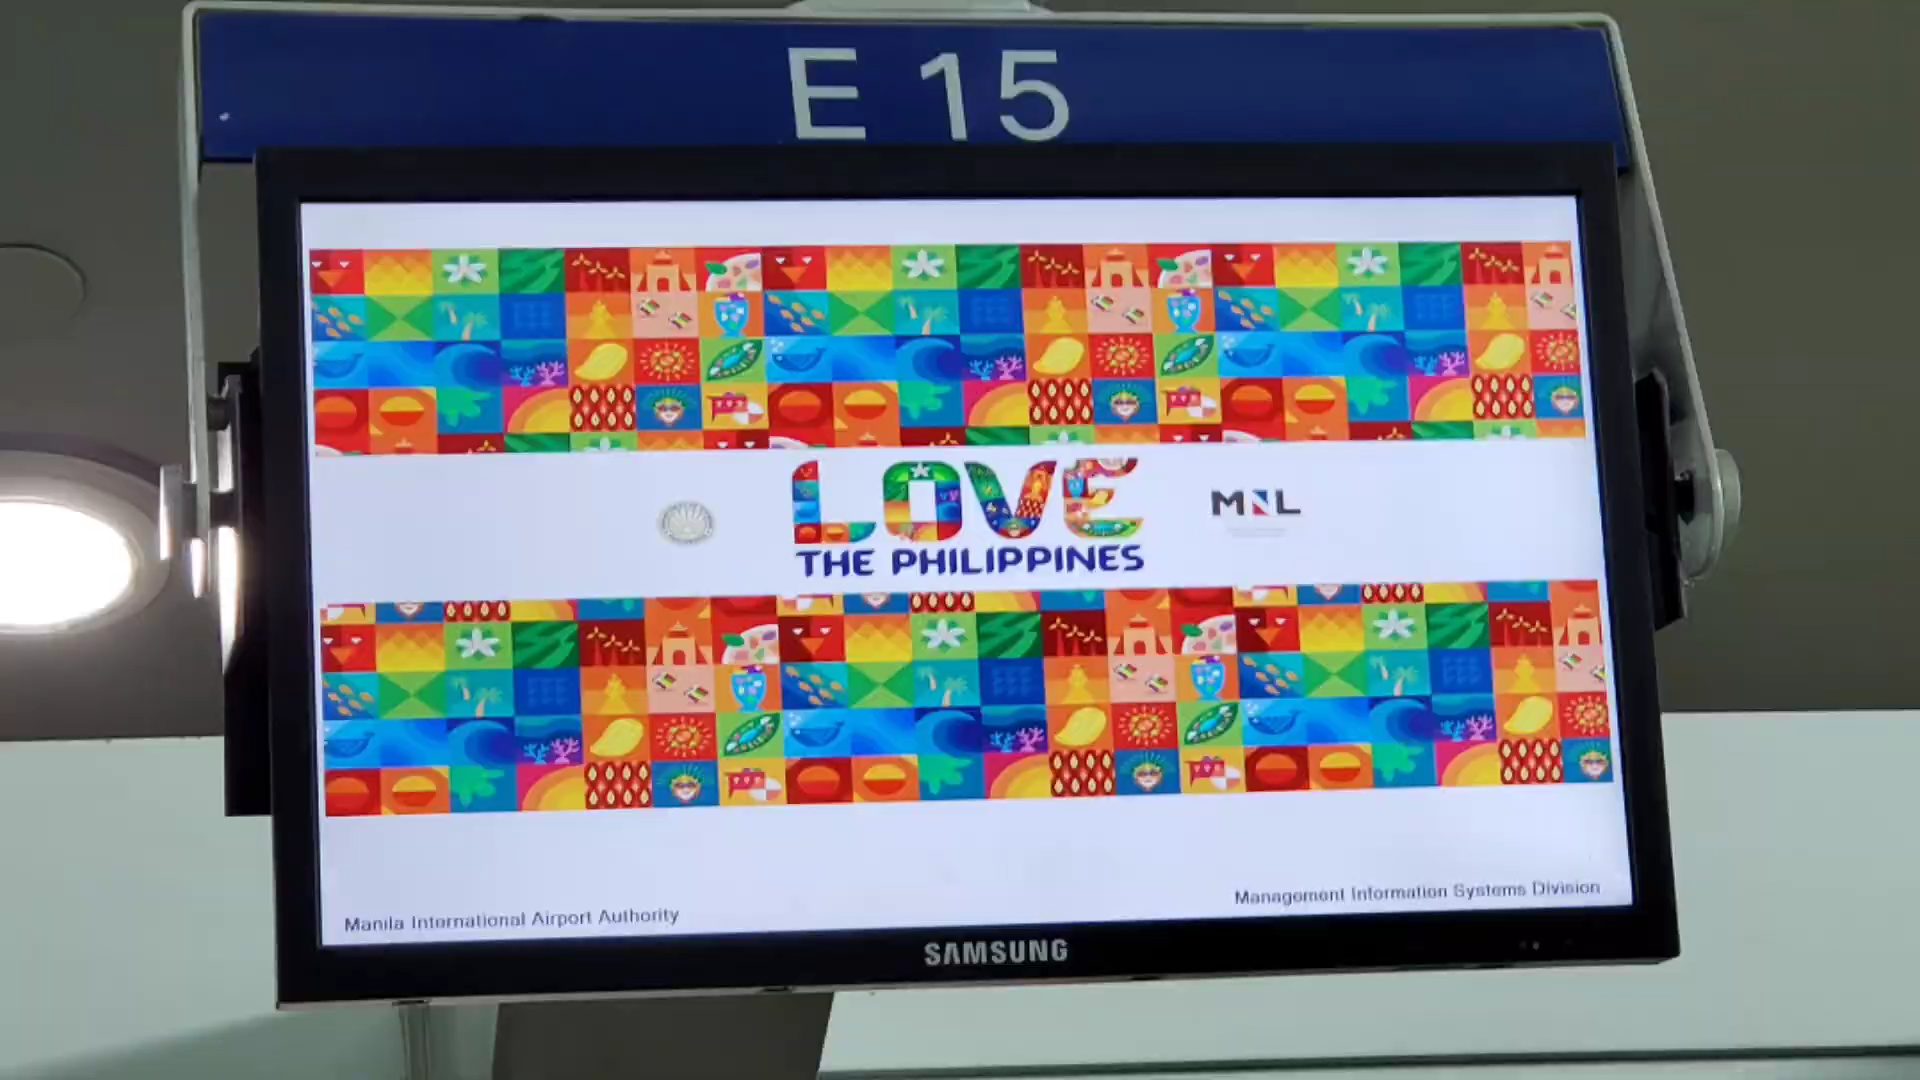 E 15
LOVE
THE PHILIPPINES
MNL
Manila International Airport Authority
Management Information Systems Division
SAMSUNG